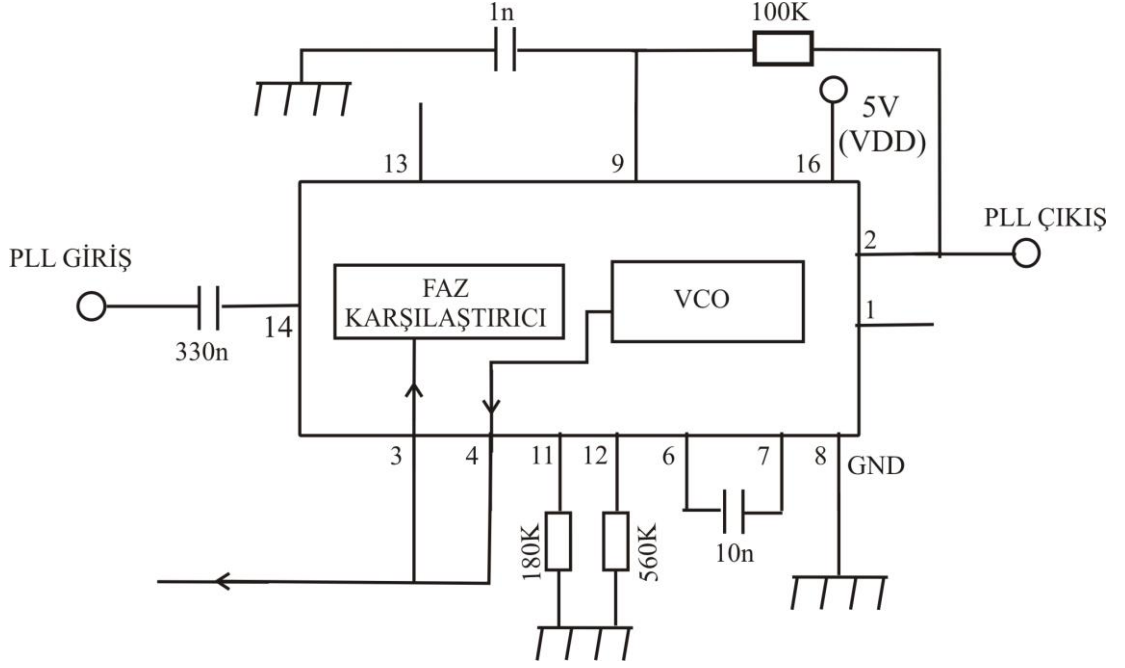 1n
100K
5V
(VDD)
13
9
16
PLL ÇIKIŞ
2
PLL GİRİŞ
FAZ
KARŞILAŞTIRICI
VCO
1
14
330n
3
4
11
12
6
7
8
GND
180K
560K
10n